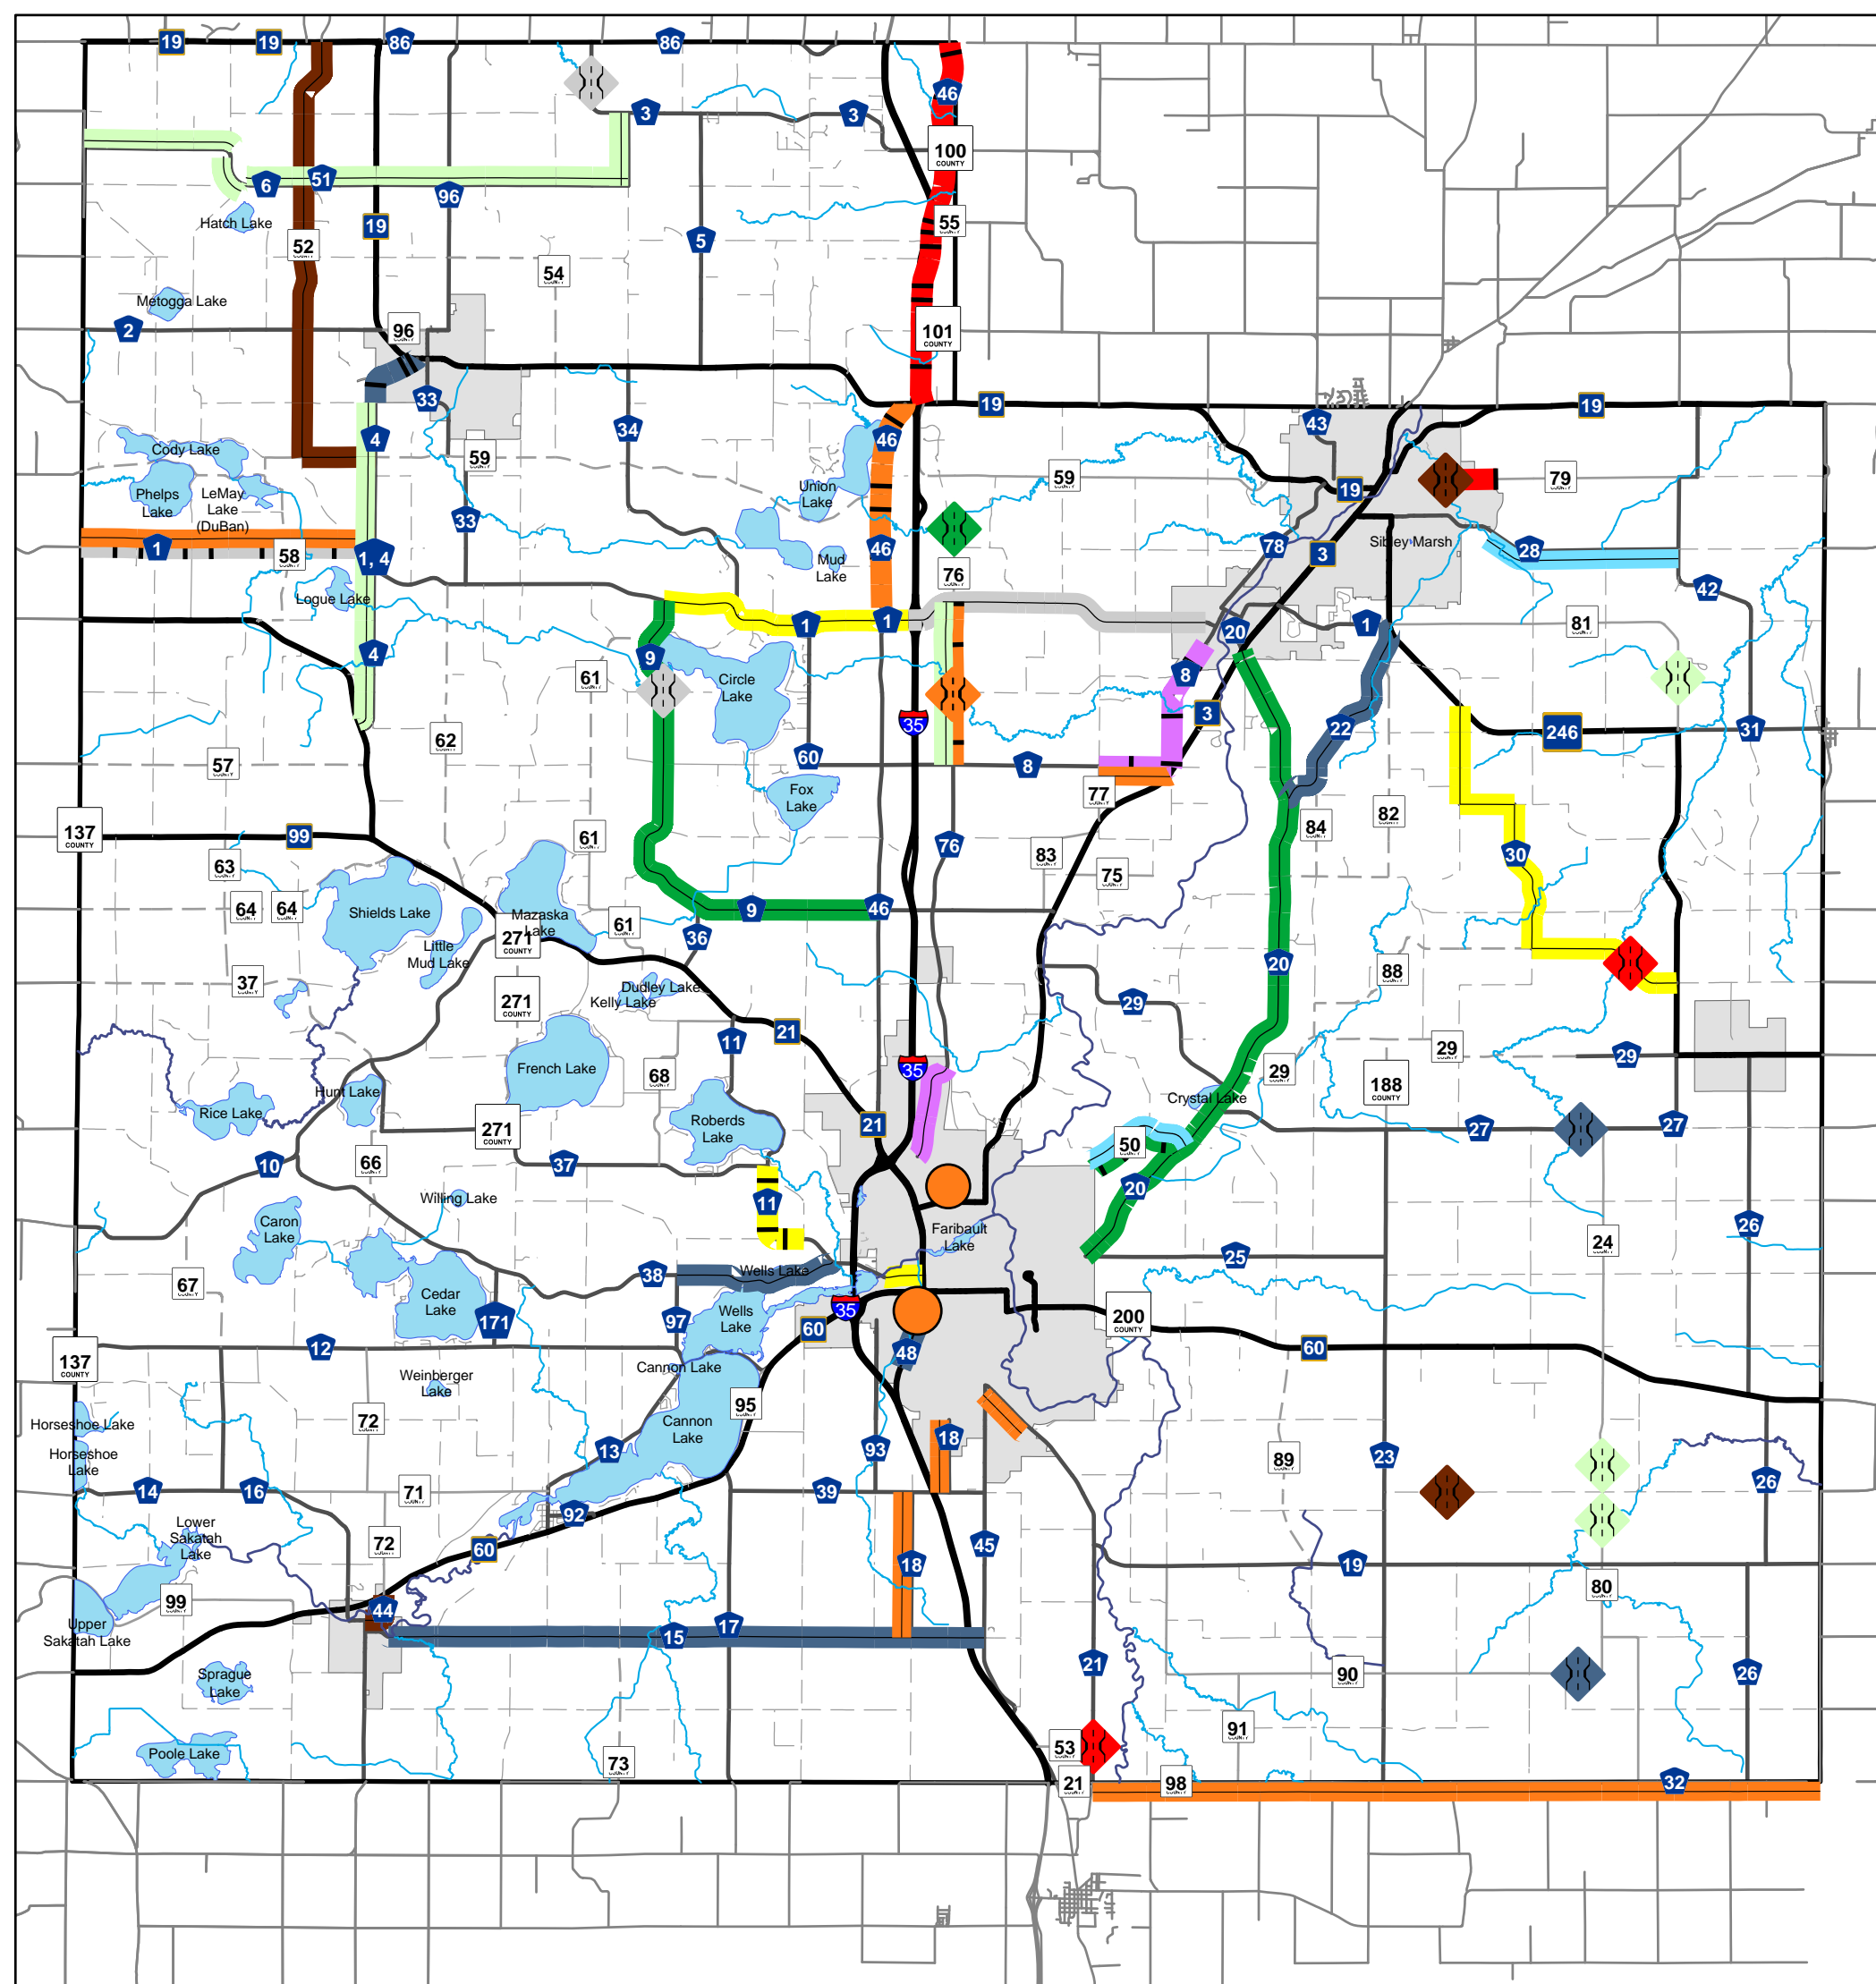 19
19
86
86
46
3
3
100
COUNTY
6
51
96
Hatch Lake
19
55
52
5
54
Metogga Lake
2
96
101
COUNTY
33
19
19
43
4
34
46
Cody Lake
59
59
19
79
Phelps
Lake
LeMay
Lake
(DuBan)
Union
Lake
33
1
58
1, 4
46
78
3
Sibley Marsh
28
Mud
Lake
76
42
Logue Lake
1
1
20
1
81
4
9
61
Circle
Lake
8
3
35
22
246
31
62
57
60
8
Fox
Lake
77
137
COUNTY
99
61
76
84
82
30
63
83
75
64
64
Shields Lake
Mazaska
Lake
9
46
61
271
COUNTY
36
Little
Mud Lake
20
88
37
271
COUNTY
Dudley Lake
Kelly Lake
29
21
11
29
29
35
French Lake
68
29
188
COUNTY
Hunt Lake
Rice Lake
Crystal Lake
271
COUNTY
Roberds
Lake
21
27
27
50
10
66
37
20
Willing Lake
11
26
Caron
Lake
Faribault
Lake
24
25
38
Wells Lake
67
Cedar
Lake
35
171
97
Wells
Lake
60
200
COUNTY
12
48
60
137
COUNTY
Cannon Lake
Weinberger
Lake
95
72
Horseshoe Lake
Cannon
Lake
13
93
18
89
23
Horseshoe
Lake
26
14
16
71
39
92
Lower
Sakatah
Lake
72
60
45
18
19
80
99
44
Upper
Sakatah Lake
17
15
21
90
26
Sprague
Lake
91
53
Poole Lake
73
21
98
32